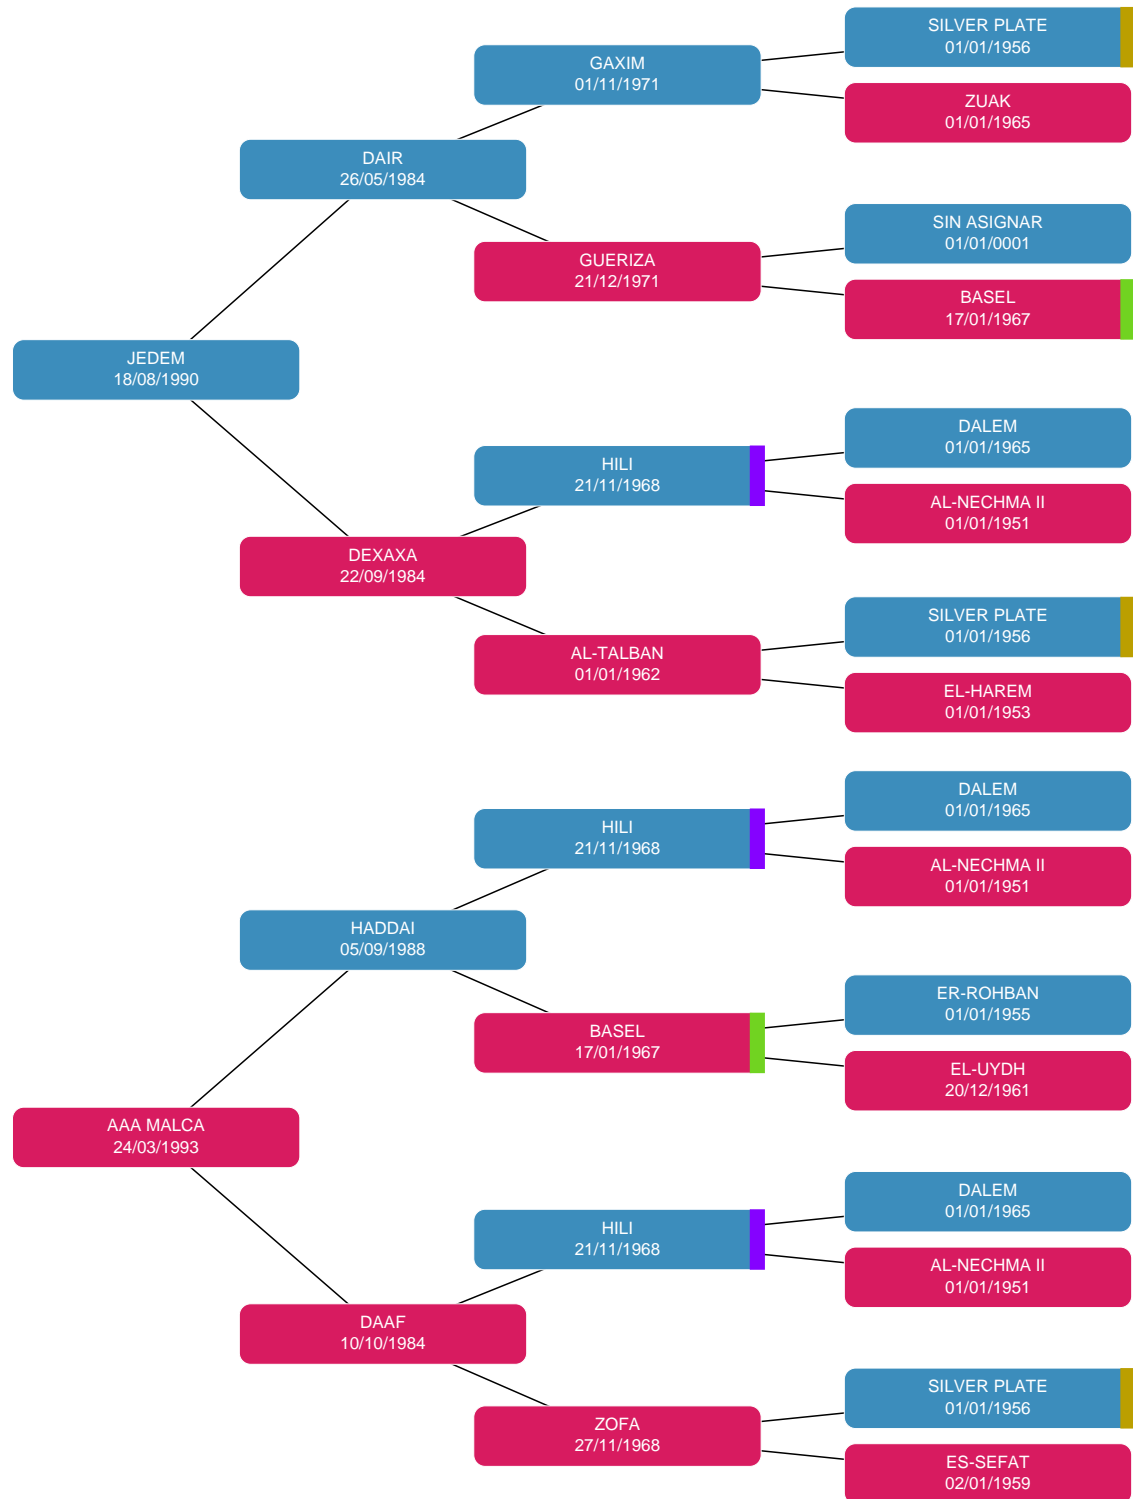 SILVER PLATE
01/01/1956
GAXIM
01/11/1971
ZUAK
01/01/1965
DAIR
26/05/1984
SIN ASIGNAR
01/01/0001
GUERIZA
21/12/1971
BASEL
17/01/1967
JEDEM
18/08/1990
DALEM
01/01/1965
HILI
21/11/1968
AL-NECHMA II
01/01/1951
DEXAXA
22/09/1984
SILVER PLATE
01/01/1956
AL-TALBAN
01/01/1962
EL-HAREM
01/01/1953
DALEM
01/01/1965
HILI
21/11/1968
AL-NECHMA II
01/01/1951
HADDAI
05/09/1988
ER-ROHBAN
01/01/1955
BASEL
17/01/1967
EL-UYDH
20/12/1961
AAA MALCA
24/03/1993
DALEM
01/01/1965
HILI
21/11/1968
AL-NECHMA II
01/01/1951
DAAF
10/10/1984
SILVER PLATE
01/01/1956
ZOFA
27/11/1968
ES-SEFAT
02/01/1959